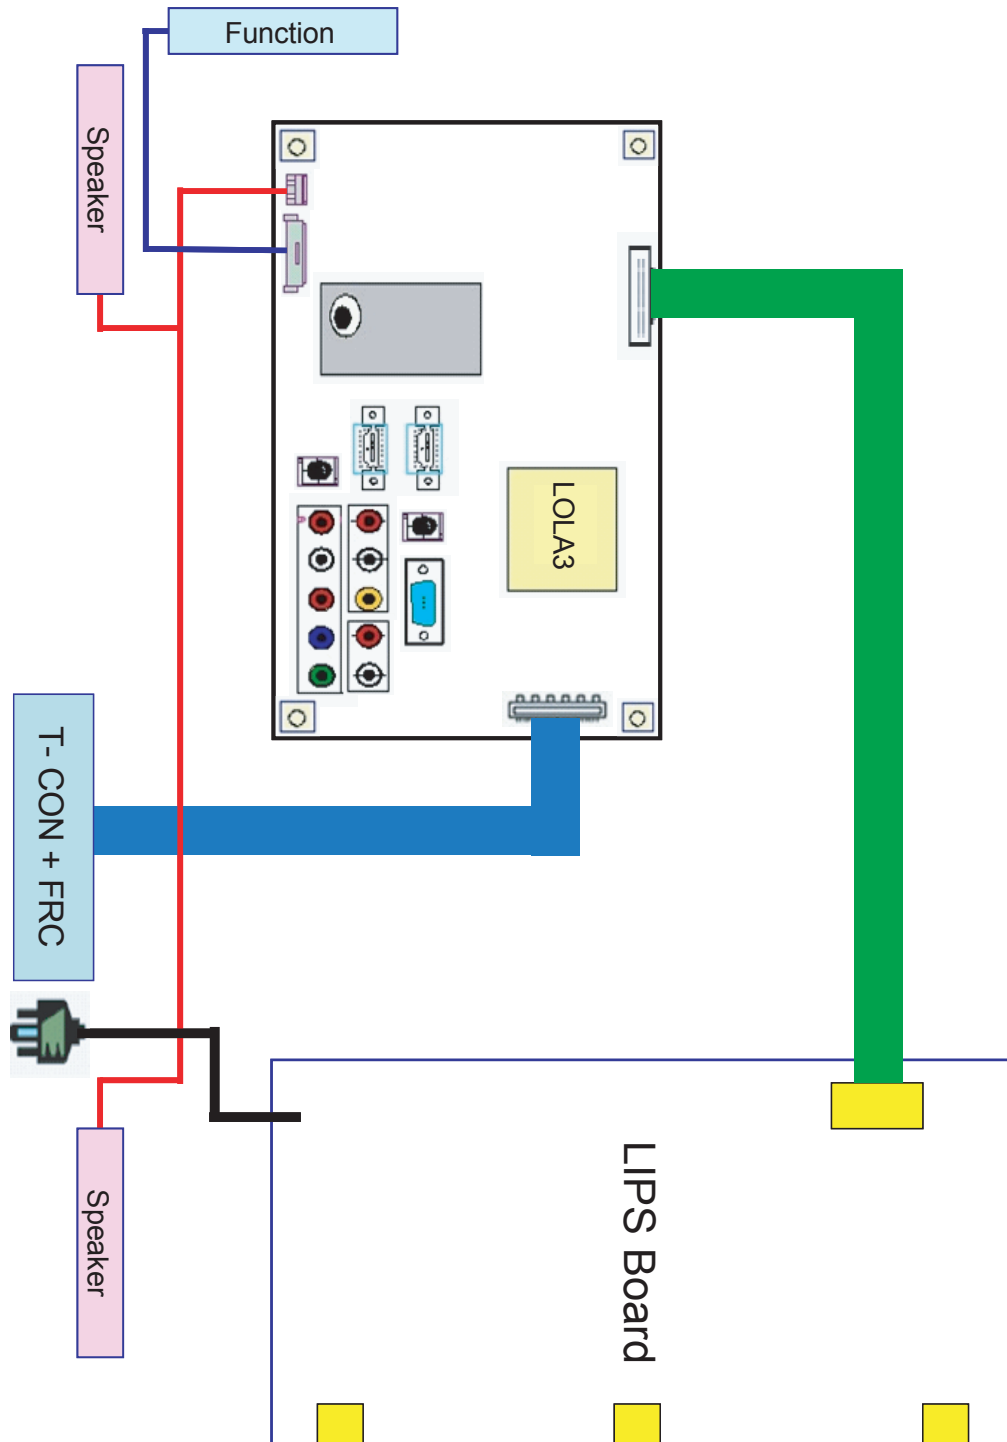 Function
Speaker
LOLA3
T- CON + FRC
Speaker
LIPS Board